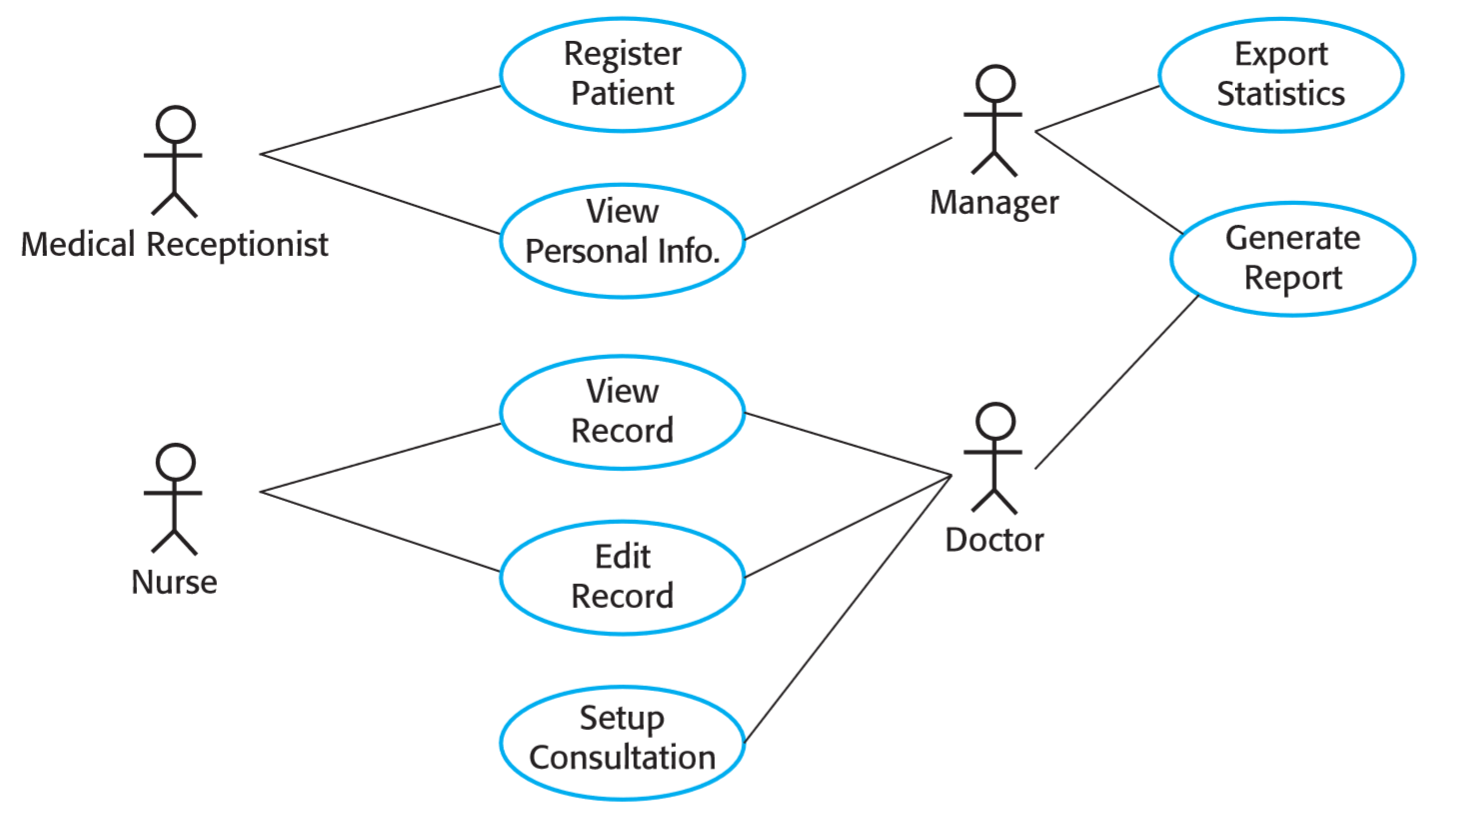 Register
Patient
Export
Statistics
Manager
Medical Receptionist
View
Personal Info.
Generate
Report
View
Record
Nurse
Edit
Record
Doctor
Setup
Consultation